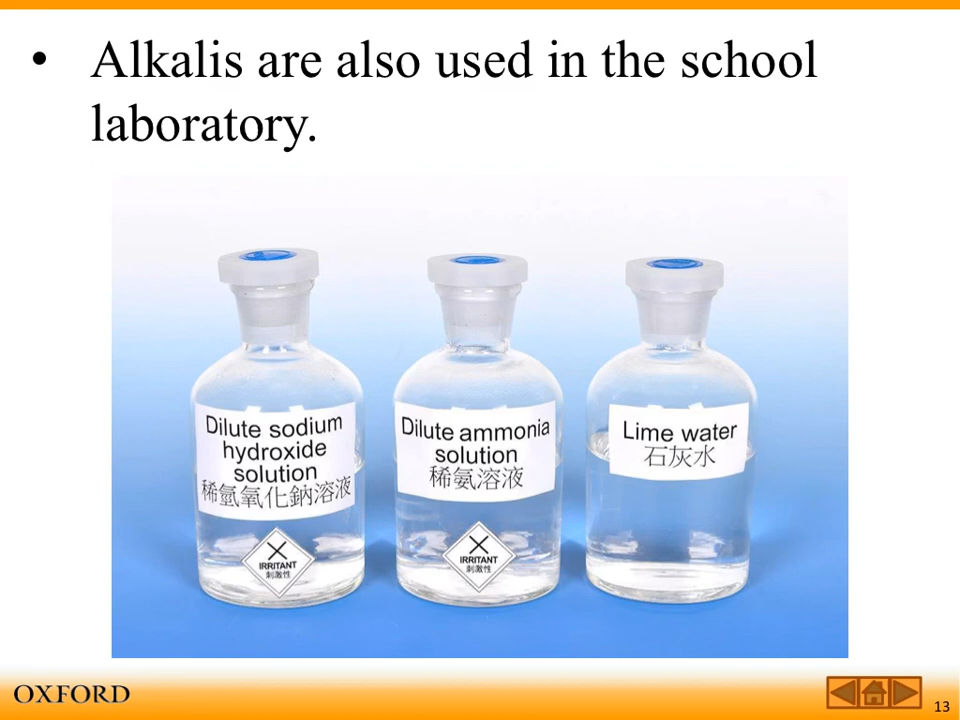 • Alkalis are also used in the school
laboratory.
Dilute sodium
hydroxide
solution
稀氫氧化鈉溶液
IRRITANT
刺激性
Dilute ammonia
solution
稀氨溶液
IRRITANT
刺激性
Lime water
石灰水
OXFORD
13